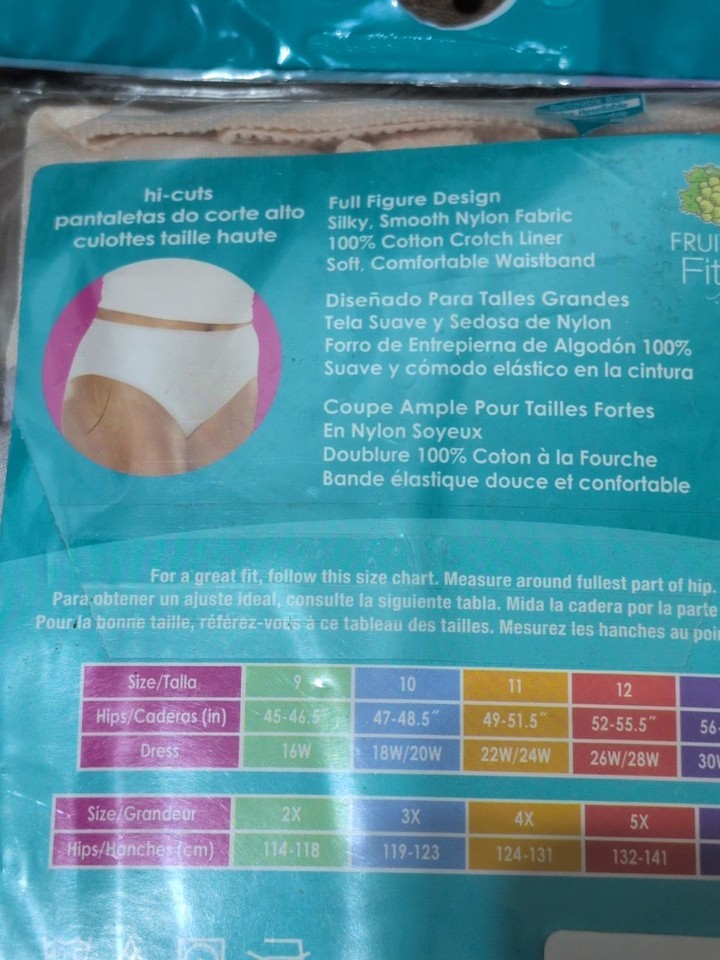 hi-cuts
pantaletas do corte alto
culottes taille haute
Full Figure Design
Silky, Smooth Nylon Fabric
100% Cotton Crotch Liner
Soft, Comfortable Waistband
Diseñado Para Talles Grandes
Tela Suave y Sedosa de Nylon
Forro de Entrepierna de Algodón 100%
Suave y cómodo elástico en la cintura
Coupe Ample Pour Tailles Fortes
En Nylon Soyeux
Doublure 100% Coton à la Fourche
Bande élastique douce et confortable
FRUI
Fit
For a great fit, follow this size chart. Measure around fullest part of hip.
Para obtener un ajuste ideal, consulte la siguiente tabla. Mida la cadera por la parte
Pour la bonne taille, référez-vous à ce tableau des tailles. Mesurez les hanches au poi
Size/Talla 9 10 11 12
Hips/Caderas (in) 45-46.5" 47-48.5" 49-51.5" 52-55.5" 56-
Dress 16W 18W/20W 22W/24W 26W/28W 30W
Size/Grandeur 2X 3X 4X 5X
Hips/Hanches (cm) 114-118 119-123 124-131 132-141